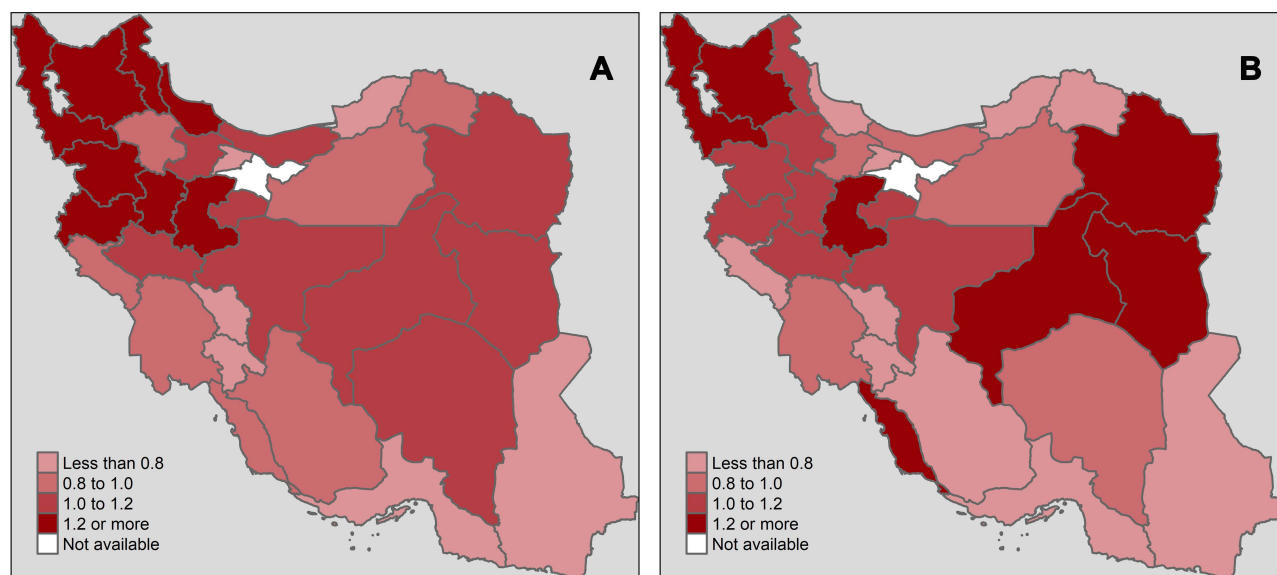 A
Less than 0.8
0.8 to 1.0
1.0 to 1.2
1.2 or more
Not available
B
Less than 0.8
0.8 to 1.0
1.0 to 1.2
1.2 or more
Not available